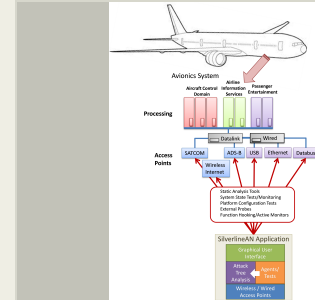 Avionics System
Aircraft Control
Domain
Airline
Information
Services
Passenger
Entertainment
Processing
Datalink
Wired
Access
Points
SATCOM
ADS-B
USB
Ethernet
Databus
Wireless
Internet
Static Analysis Tools
System State Tests/Monitoring
Platform Configuration Tests
External Probes
Function Hooking/Active Monitors
SilverlineAN Application
Graphical User
Interface
Attack
Tree
Analysis
Agents/
Tests
Wireless / Wired
Access Points